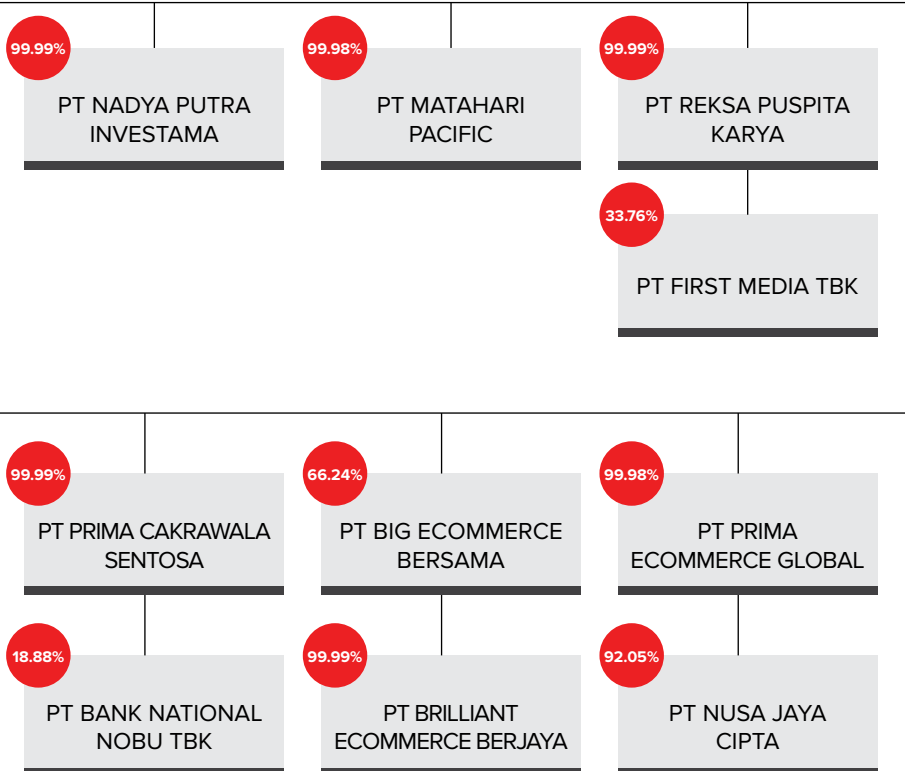 99.99%
PT NADYA PUTRA
INVESTAMA
99.98%
PT MATAHARI
PACIFIC
99.99%
PT REKSA PUSPITA
KARYA
33.76%
PT FIRST MEDIA TBK
99.99%
PT PRIMA CAKRAWALA
SENTOSA
66.24%
PT BIG ECOMMERCE
BERSAMA
99.98%
PT PRIMA
ECOMMERCE GLOBAL
18.88%
PT BANK NATIONAL
NOBU TBK
99.99%
PT BRILLIANT
ECOMMERCE BERJAYA
92.05%
PT NUSA JAYA
CIPTA